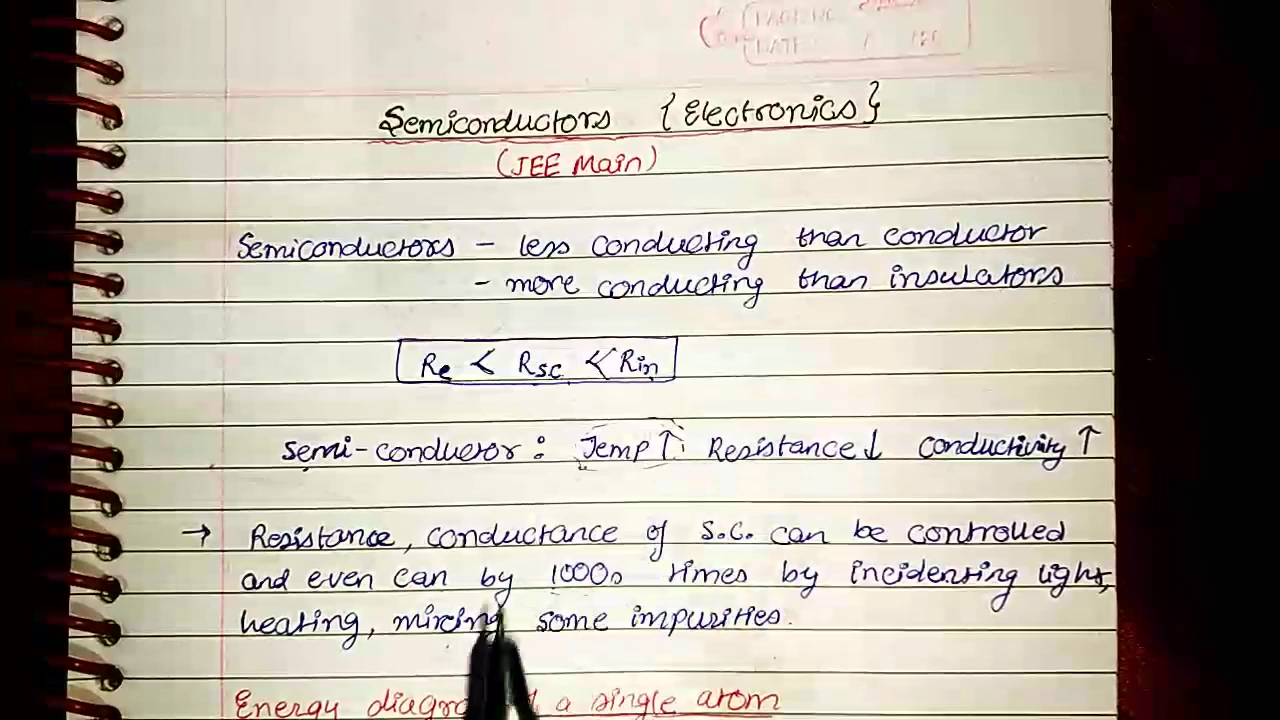 Semiconductors {Electronics}
(JEE Main)
Semiconductors - less conducting than conductor
- more conducting than insulators
Re < Rsc < Rin
Semi-conductor : Temp↑ Resistance↓ conductivity↑
→ Resistance, conductance of S.C. can be controlled
and even can by 1000s times by incidenting light,
heating, mixing some impurities.
Energy a single atom